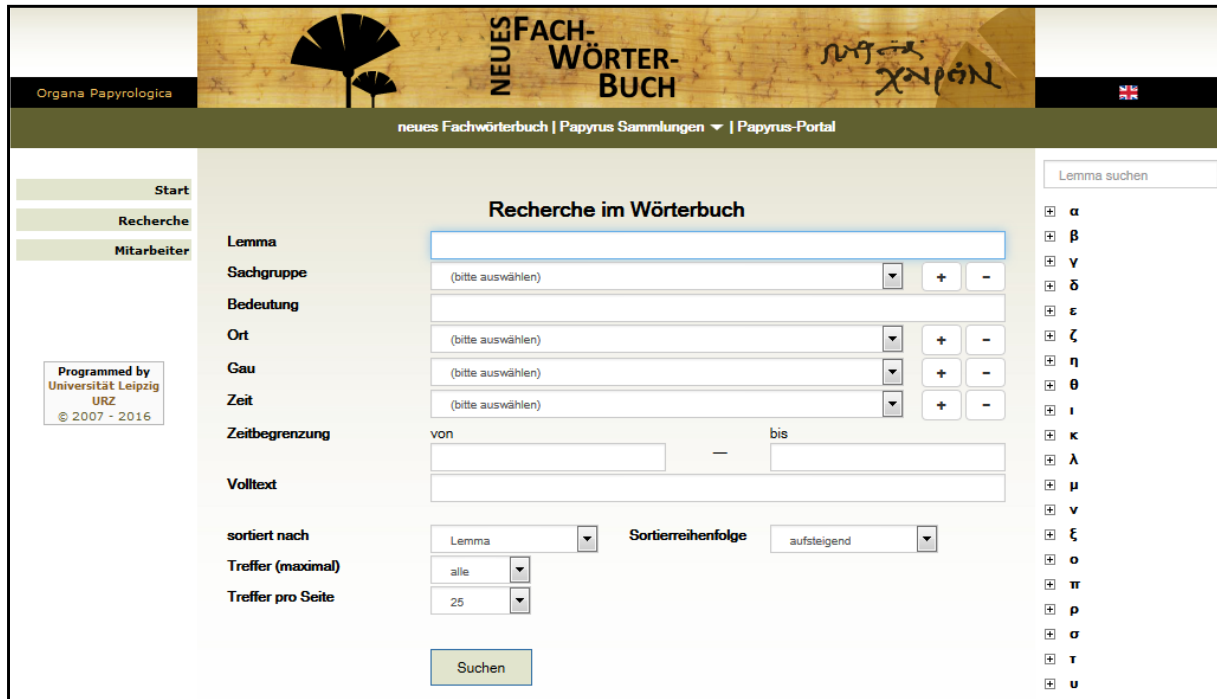 NEUES FACH-
WÖRTER-
BUCH
Organa Papyrologica
neues Fachwörterbuch | Papyrus Sammlungen | Papyrus-Portal
Start
Recherche
Mitarbeiter
Programmed by
Universität Leipzig
URZ
© 2007 - 2016
Recherche im Wörterbuch
Lemma
Sachgruppe (bitte auswählen) + -
Bedeutung
Ort (bitte auswählen) + -
Gau (bitte auswählen) + -
Zeit (bitte auswählen) + -
Zeitbegrenzung von bis
—
Volltext
sortiert nach Lemma Sortierreihenfolge aufsteigend
Treffer (maximal) alle
Treffer pro Seite 25
Suchen
Lemma suchen
α
β
γ
δ
ε
ζ
η
θ
ι
κ
λ
μ
ν
ξ
ο
π
ρ
σ
τ
υ